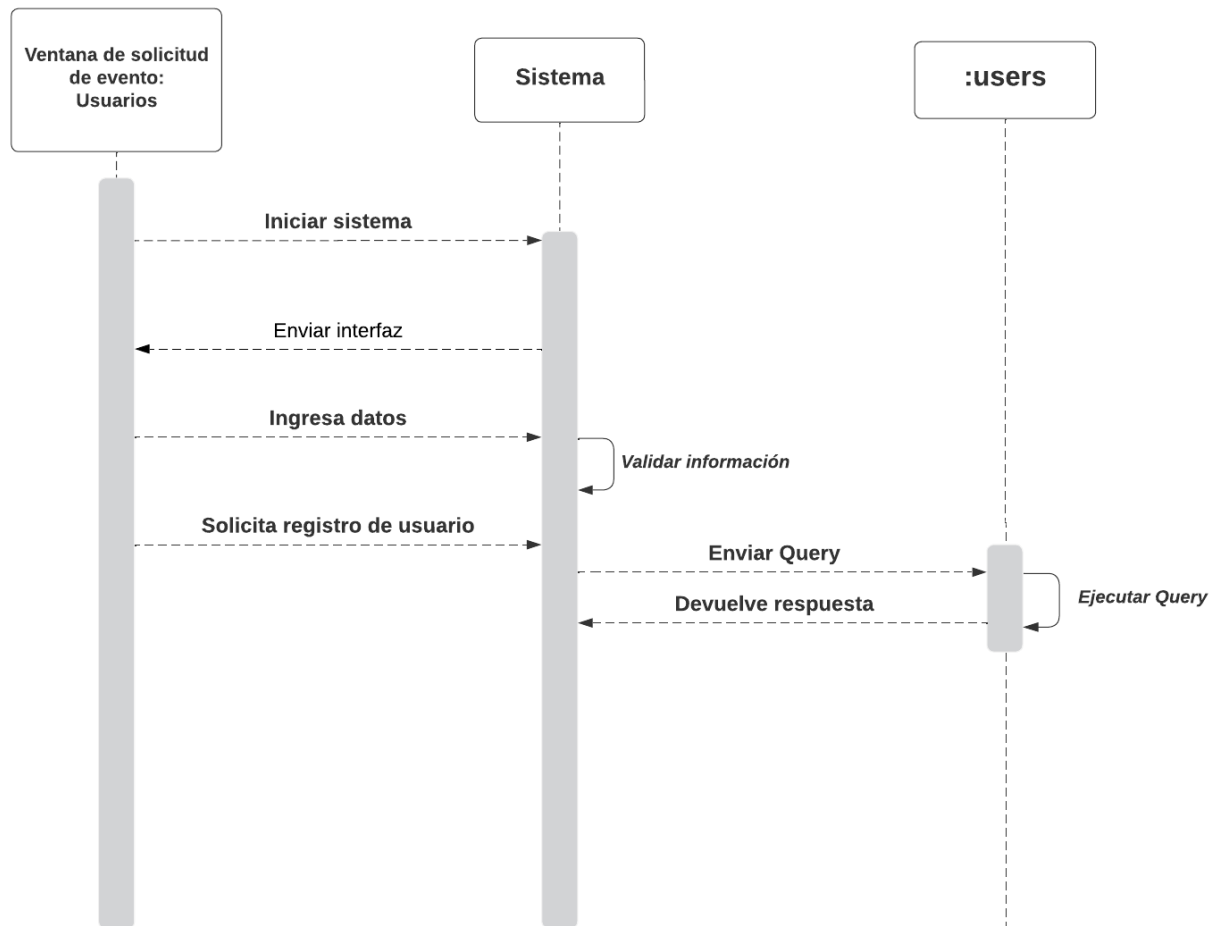 Ventana de solicitud
de evento:
Usuarios
Sistema
:users
Iniciar sistema
Enviar interfaz
Ingresa datos
Validar información
Solicita registro de usuario
Enviar Query
Ejecutar Query
Devuelve respuesta